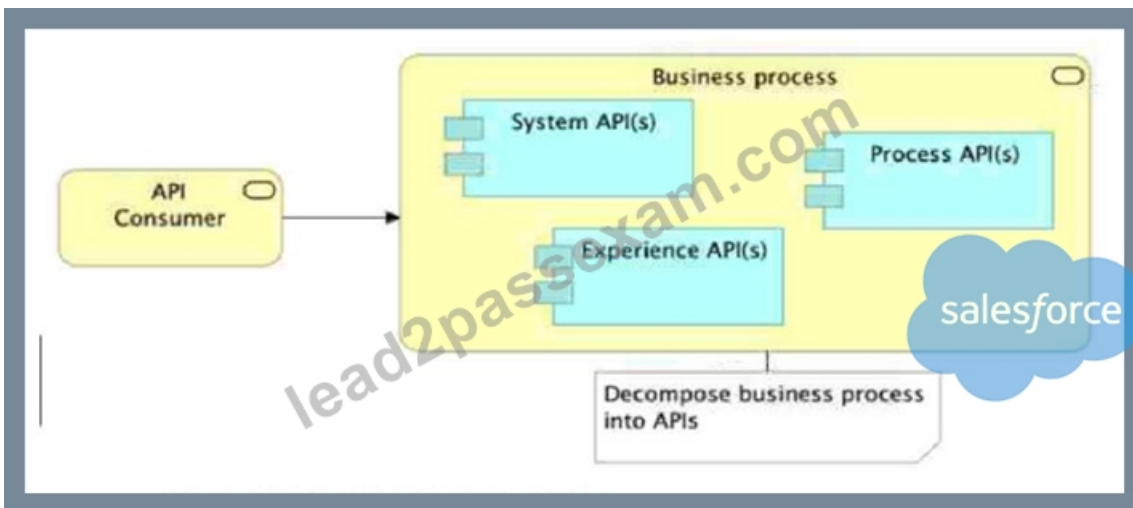 Business process
System API(s)
Process API(s)
API
Consumer
Experience API(s)
salesforce
Decompose business process
into APIs
lead2passexam.com